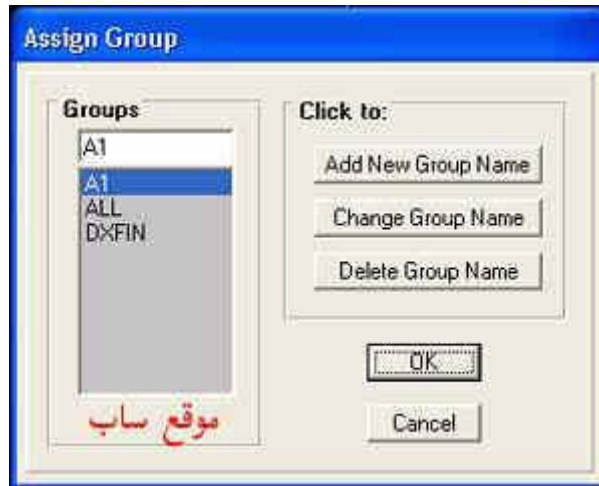 Assign Group
Groups
A1
A1
ALL
DXFIN
موقع ساب
Click to:
Add New Group Name
Change Group Name
Delete Group Name
OK
Cancel